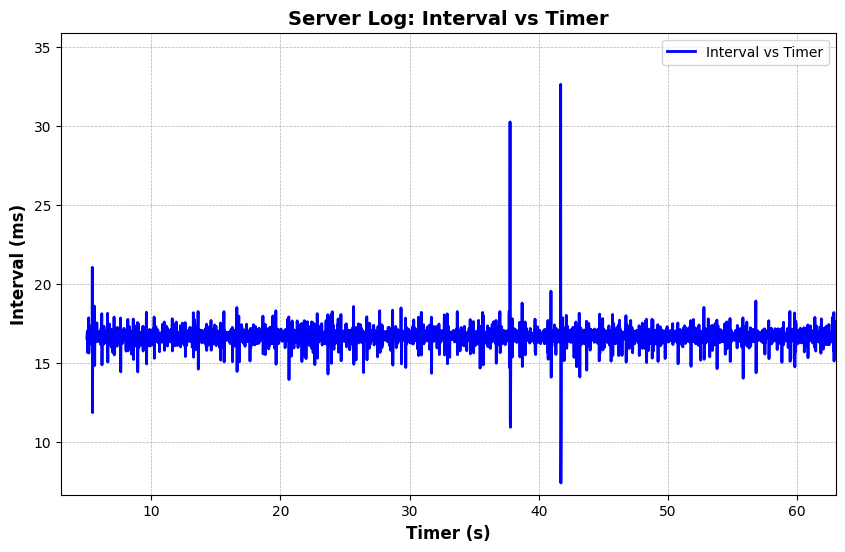 Server Log: Interval vs Timer
Interval vs Timer
35
30
25
20
15
10
Interval (ms)
10 20 30 40 50 60
Timer (s)